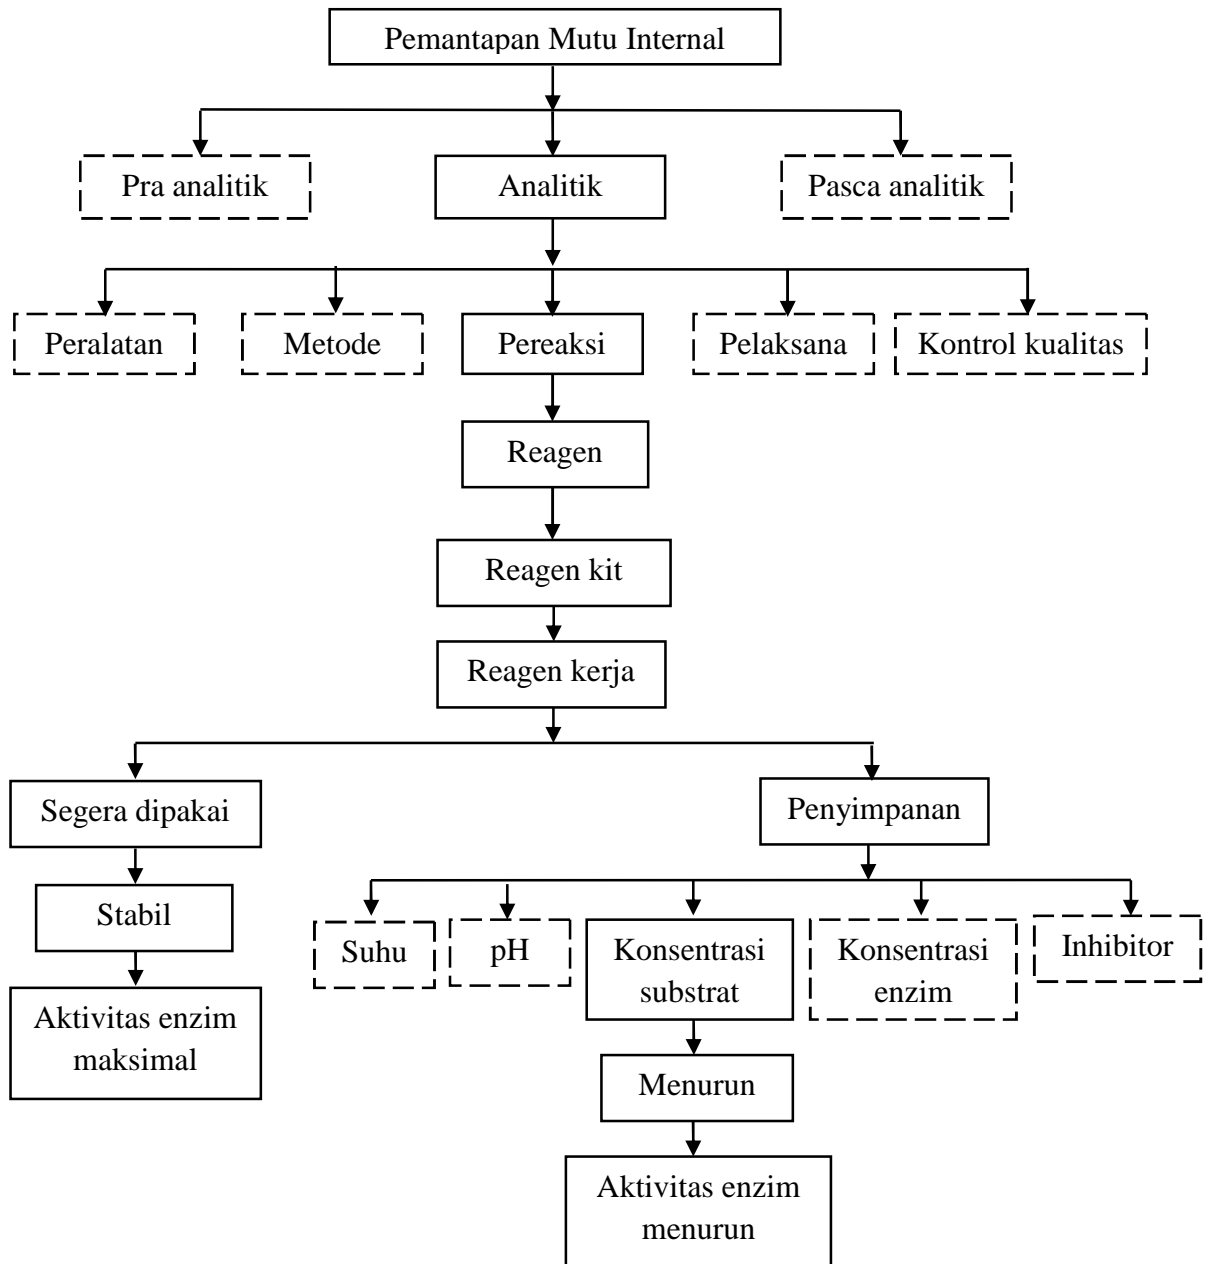 Pemantapan Mutu Internal
Pra analitik
Analitik
Pasca analitik
Peralatan
Metode
Pereaksi
Pelaksana
Kontrol kualitas
Reagen
Reagen kit
Reagen kerja
Segera dipakai
Penyimpanan
Stabil
Suhu
pH
Konsentrasi
substrat
Konsentrasi
enzim
Inhibitor
Aktivitas enzim
maksimal
Menurun
Aktivitas enzim
menurun